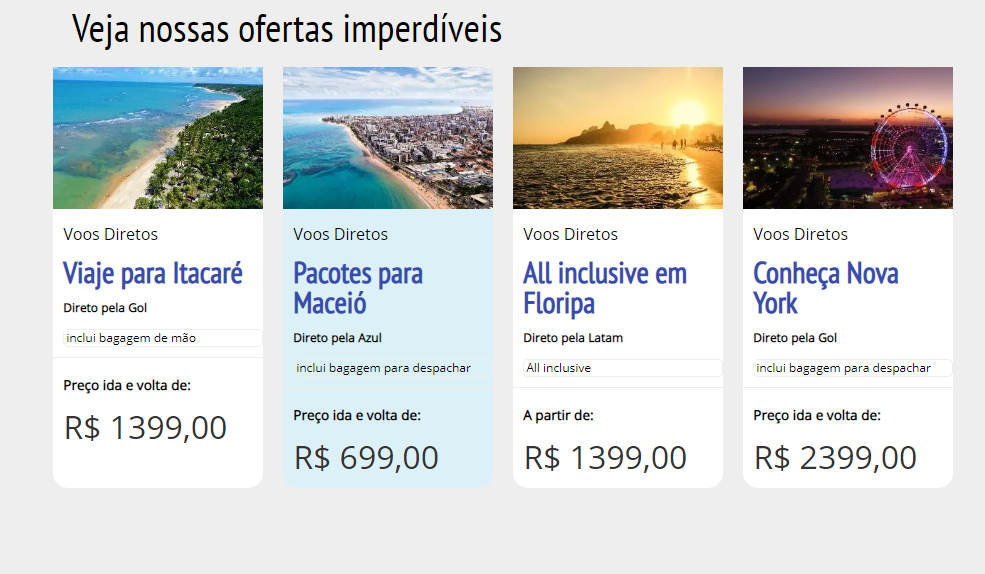 Veja nossas ofertas imperdíveis
Voos Diretos
Viaje para Itacaré
Direto pela Gol
inclui bagagem de mão
Preço ida e volta de:
R$ 1399,00
Voos Diretos
Pacotes para
Maceió
Direto pela Azul
inclui bagagem para despachar
Preço ida e volta de:
R$ 699,00
Voos Diretos
All inclusive em
Floripa
Direto pela Latam
All inclusive
A partir de:
R$ 1399,00
Voos Diretos
Conheça Nova
York
Direto pela Gol
inclui bagagem para despachar
Preço ida e volta de:
R$ 2399,00